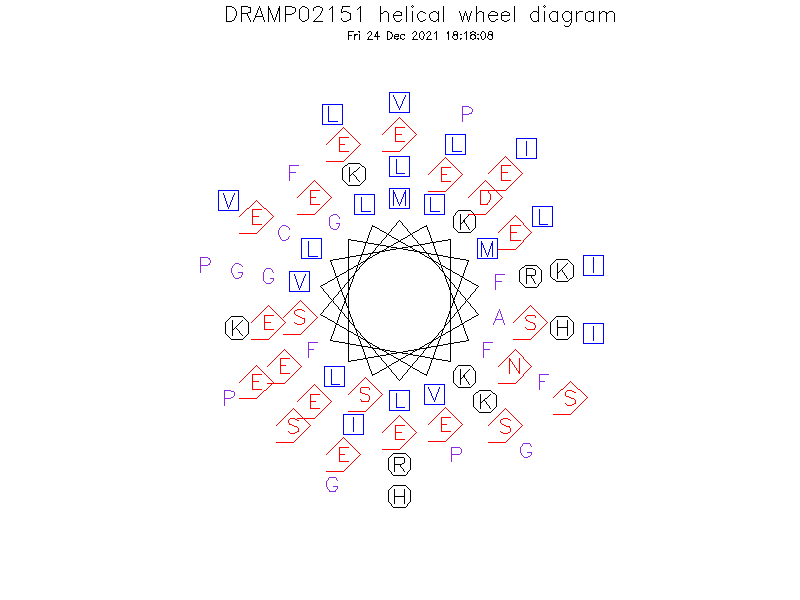 DRAMP02151 helical wheel diagram
Fri 24 Dec 2021 18:18:08
V
L P
E
E L I
L
K E E
F
E M D
V L L
E G K L
C E
L M
P G G V F R K I
K E S A S H I
F F
E L N
P E K F
E S L V K S
S I E E S
E P G
R
G
H